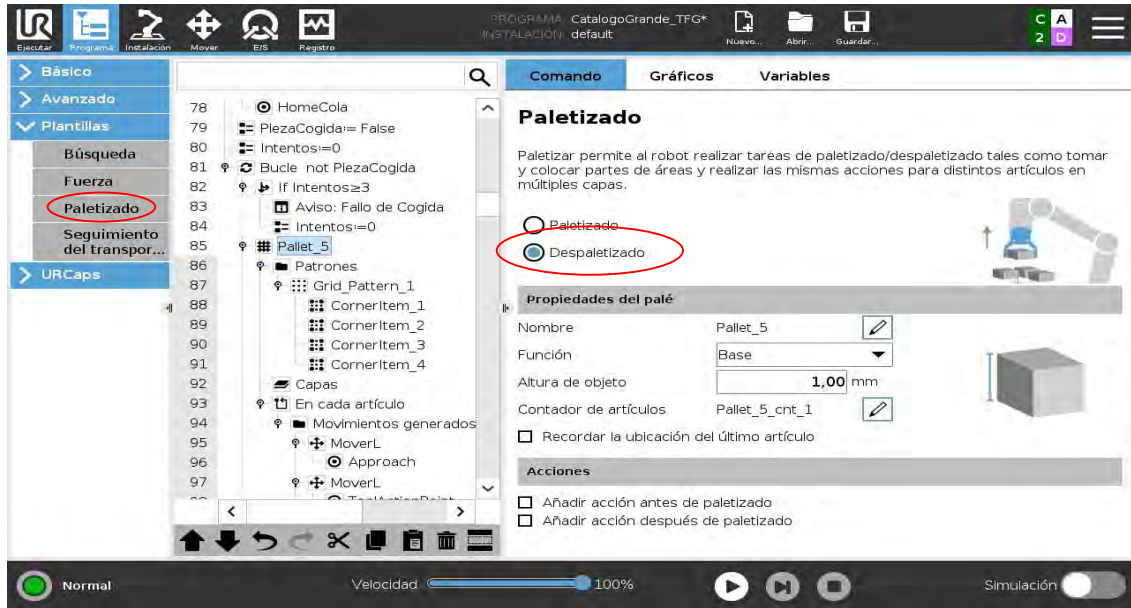 UR
PROGRAMA CatalogoGrande_TFG*
INSTALACIÓN default
Ejecutar Programa Instalación Mover E/S Registro
Nuevo... Abrir... Guardar...
C A
2 D
Básico
Avanzado
Plantillas
Búsqueda
Fuerza
Paletizado
Seguimiento
del transpor...
URCaps
78 HomeCola
79 PiezaCogida≔ False
80 Intentos≔0
81 Bucle not PiezaCogida
82 If Intentos≥3
83 Aviso: Fallo de Cogida
84 Intentos≔0
85 Pallet_5
86 Patrones
87 Grid_Pattern_1
88 CornerItem_1
89 CornerItem_2
90 CornerItem_3
91 CornerItem_4
92 Capas
93 En cada artículo
94 Movimientos generados
95 MoverL
96 Approach
97 MoverL
Comando Gráficos Variables
Paletizado
Paletizar permite al robot realizar tareas de paletizado/despaletizado tales como tomar
y colocar partes de áreas y realizar las mismas acciones para distintos artículos en
múltiples capas.
Paletizado
Despaletizado
Propiedades del palé
Nombre Pallet_5
Función Base
Altura de objeto 1,00 mm
Contador de artículos Pallet_5_cnt_1
Recordar la ubicación del último artículo
Acciones
Añadir acción antes de paletizado
Añadir acción después de paletizado
Normal
Velocidad 100%
Simulación